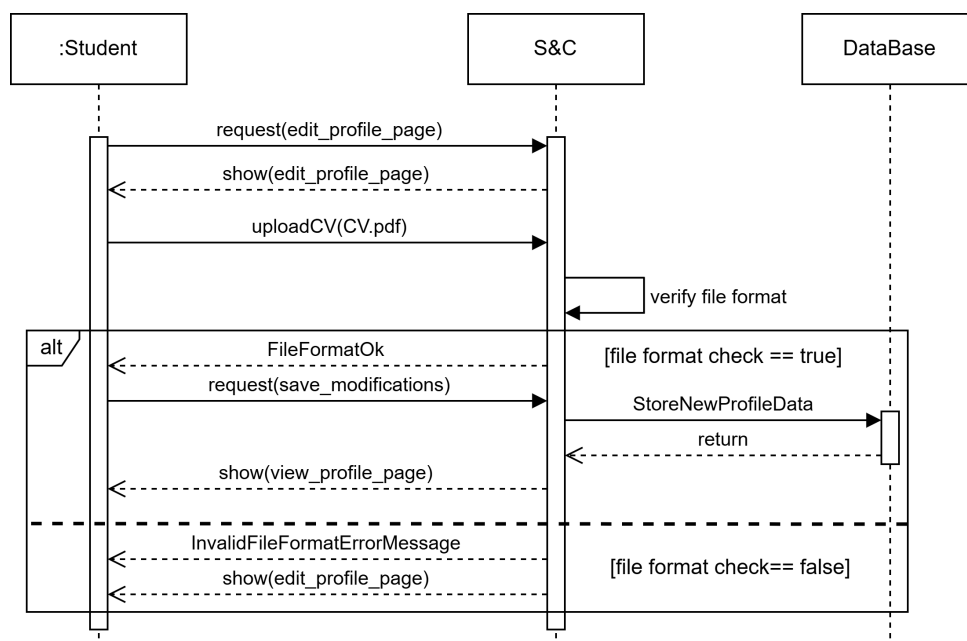 :Student
S&C
DataBase
request(edit_profile_page)
show(edit_profile_page)
uploadCV(CV.pdf)
verify file format
alt
FileFormatOk
[file format check == true]
request(save_modifications)
StoreNewProfileData
return
show(view_profile_page)
InvalidFileFormatErrorMessage
[file format check== false]
show(edit_profile_page)